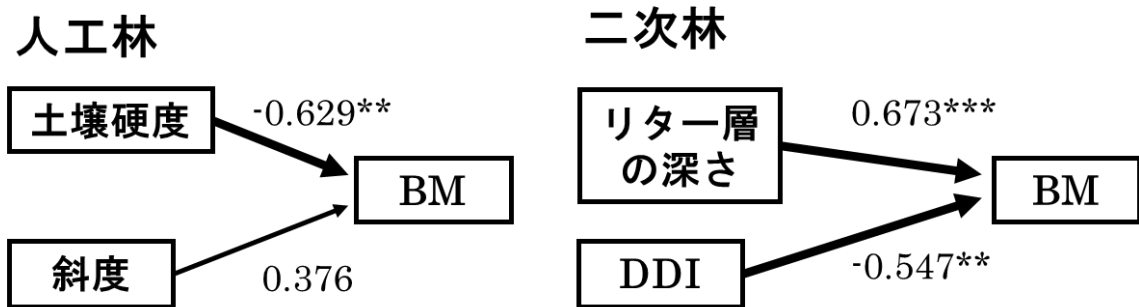 人工林
土壌硬度
-0.629**
BM
斜度
0.376
二次林
リター層
の深さ
0.673***
BM
DDI
-0.547**